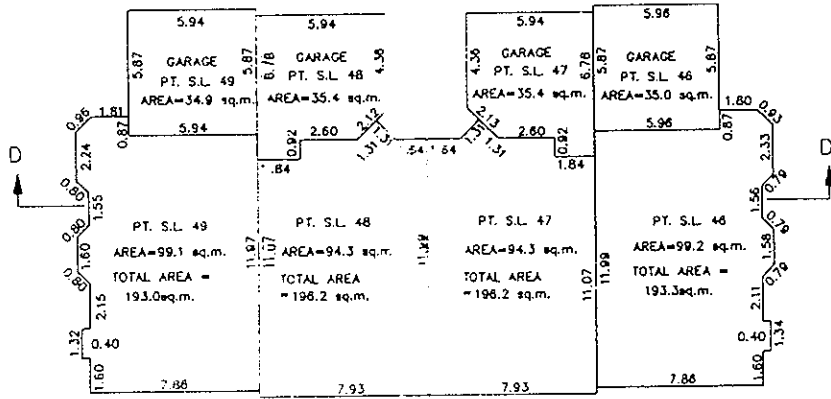 5.94
5.94
4.36
5.96
5.87
GARAGE
PT. S.L. 49
AREA=34.9 sq.m.
5.87
6.78
GARAGE
PT. S.L. 48
AREA=35.4 sq.m.
4.36
GARAGE
PT. S.L. 47
AREA=35.4 sq.m.
6.78
5.87
GARAGE
PT. S.L. 46
AREA=35.0 sq.m.
5.87
0.96
1.81
0.87
5.94
0.92
2.60
2.12
1.31
1.31
1.64
1.64
1.31
2.13
1.31
2.60
0.92
5.96
0.87
1.80
0.93
2.24
1.84
1.84
2.33
D
D
0.80
1.55
0.80
1.60
0.80
2.15
1.32
0.40
1.60
PT. S.L. 49
AREA=99.1 sq.m.
TOTAL AREA =
193.0sq.m.
11.97
11.07
PT. S.L. 48
AREA=94.3 sq.m.
TOTAL AREA
=196.2 sq.m.
11.99
PT. S.L. 47
AREA=94.3 sq.m.
TOTAL AREA
=196.2 sq.m.
11.07
11.99
PT. S.L. 46
AREA=99.2 sq.m.
TOTAL AREA =
193.3sq.m.
0.79
1.56
0.79
1.58
0.79
2.11
0.40
1.34
1.60
7.86
7.93
7.93
7.86